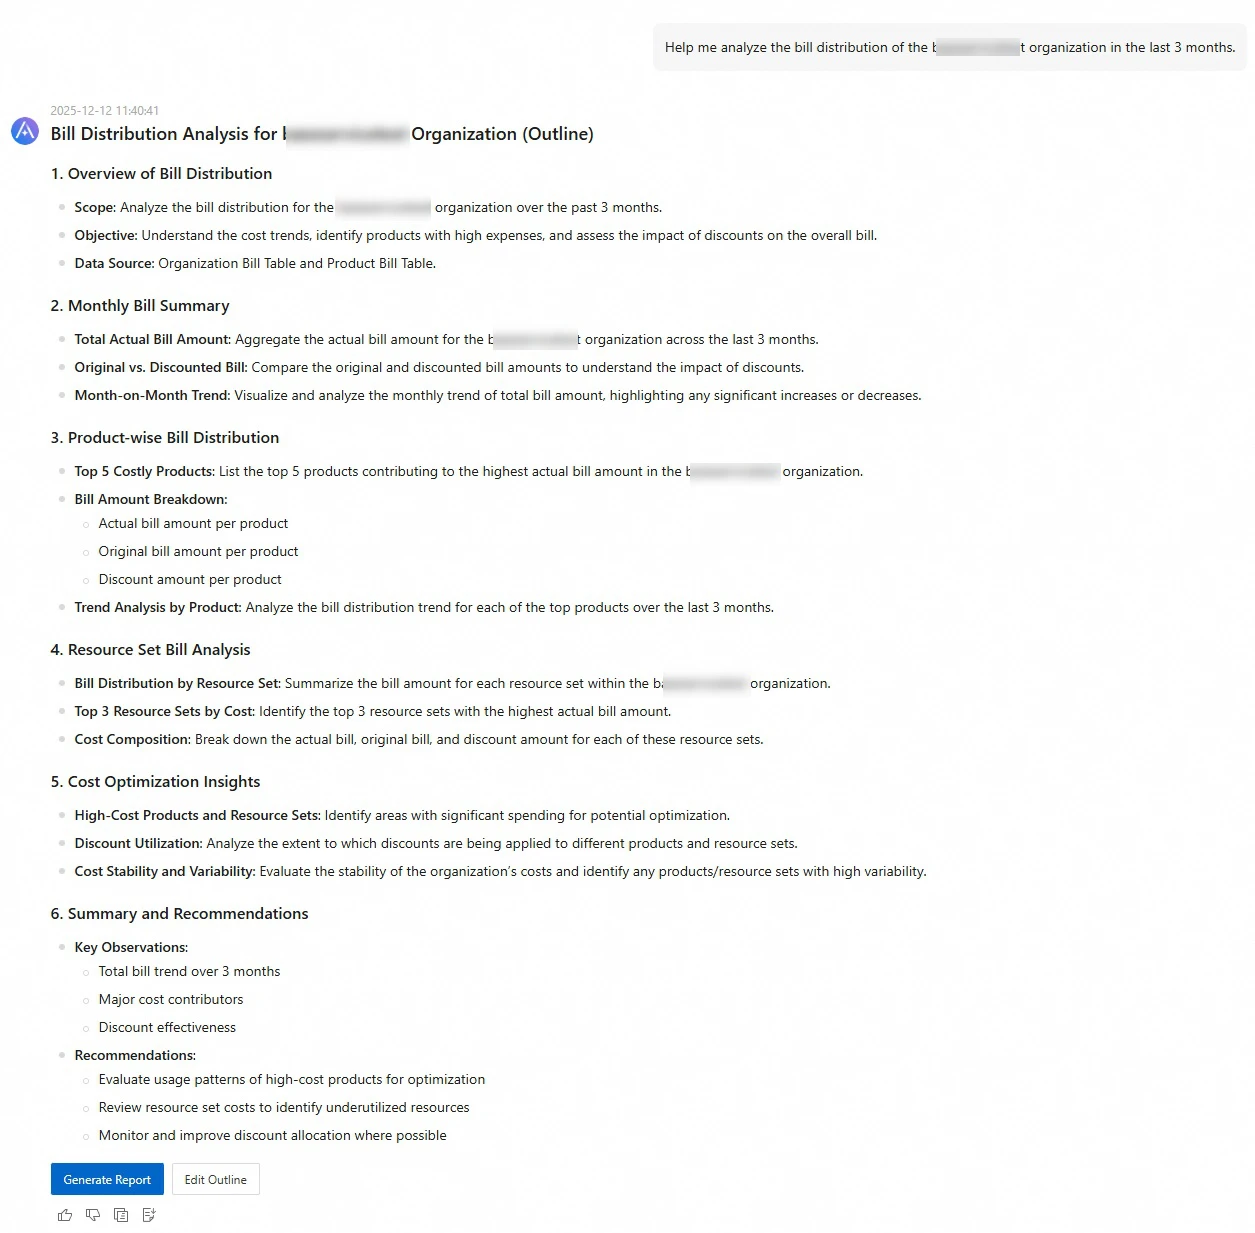 Help me analyze the bill distribution of the organization in the last 3 months.
2025-12-12 11:40:41
Bill Distribution Analysis for Organization (Outline)
1. Overview of Bill Distribution
Scope: Analyze the bill distribution for the organization over the past 3 months.
Objective: Understand the cost trends, identify products with high expenses, and assess the impact of discounts on the overall bill.
Data Source: Organization Bill Table and Product Bill Table.
2. Monthly Bill Summary
Total Actual Bill Amount: Aggregate the actual bill amount for the organization across the last 3 months.
Original vs. Discounted Bill: Compare the original and discounted bill amounts to understand the impact of discounts.
Month-on-Month Trend: Visualize and analyze the monthly trend of total bill amount, highlighting any significant increases or decreases.
3. Product-wise Bill Distribution
Top 5 Costly Products: List the top 5 products contributing to the highest actual bill amount in the organization.
Bill Amount Breakdown:
Actual bill amount per product
Original bill amount per product
Discount amount per product
Trend Analysis by Product: Analyze the bill distribution trend for each of the top products over the last 3 months.
4. Resource Set Bill Analysis
Bill Distribution by Resource Set: Summarize the bill amount for each resource set within the organization.
Top 3 Resource Sets by Cost: Identify the top 3 resource sets with the highest actual bill amount.
Cost Composition: Break down the actual bill, original bill, and discount amount for each of these resource sets.
5. Cost Optimization Insights
High-Cost Products and Resource Sets: Identify areas with significant spending for potential optimization.
Discount Utilization: Analyze the extent to which discounts are being applied to different products and resource sets.
Cost Stability and Variability: Evaluate the stability of the organization's costs and identify any products/resource sets with high variability.
6. Summary and Recommendations
Key Observations:
Total bill trend over 3 months
Major cost contributors
Discount effectiveness
Recommendations:
Evaluate usage patterns of high-cost products for optimization
Review resource set costs to identify underutilized resources
Monitor and improve discount allocation where possible
Generate Report
Edit Outline